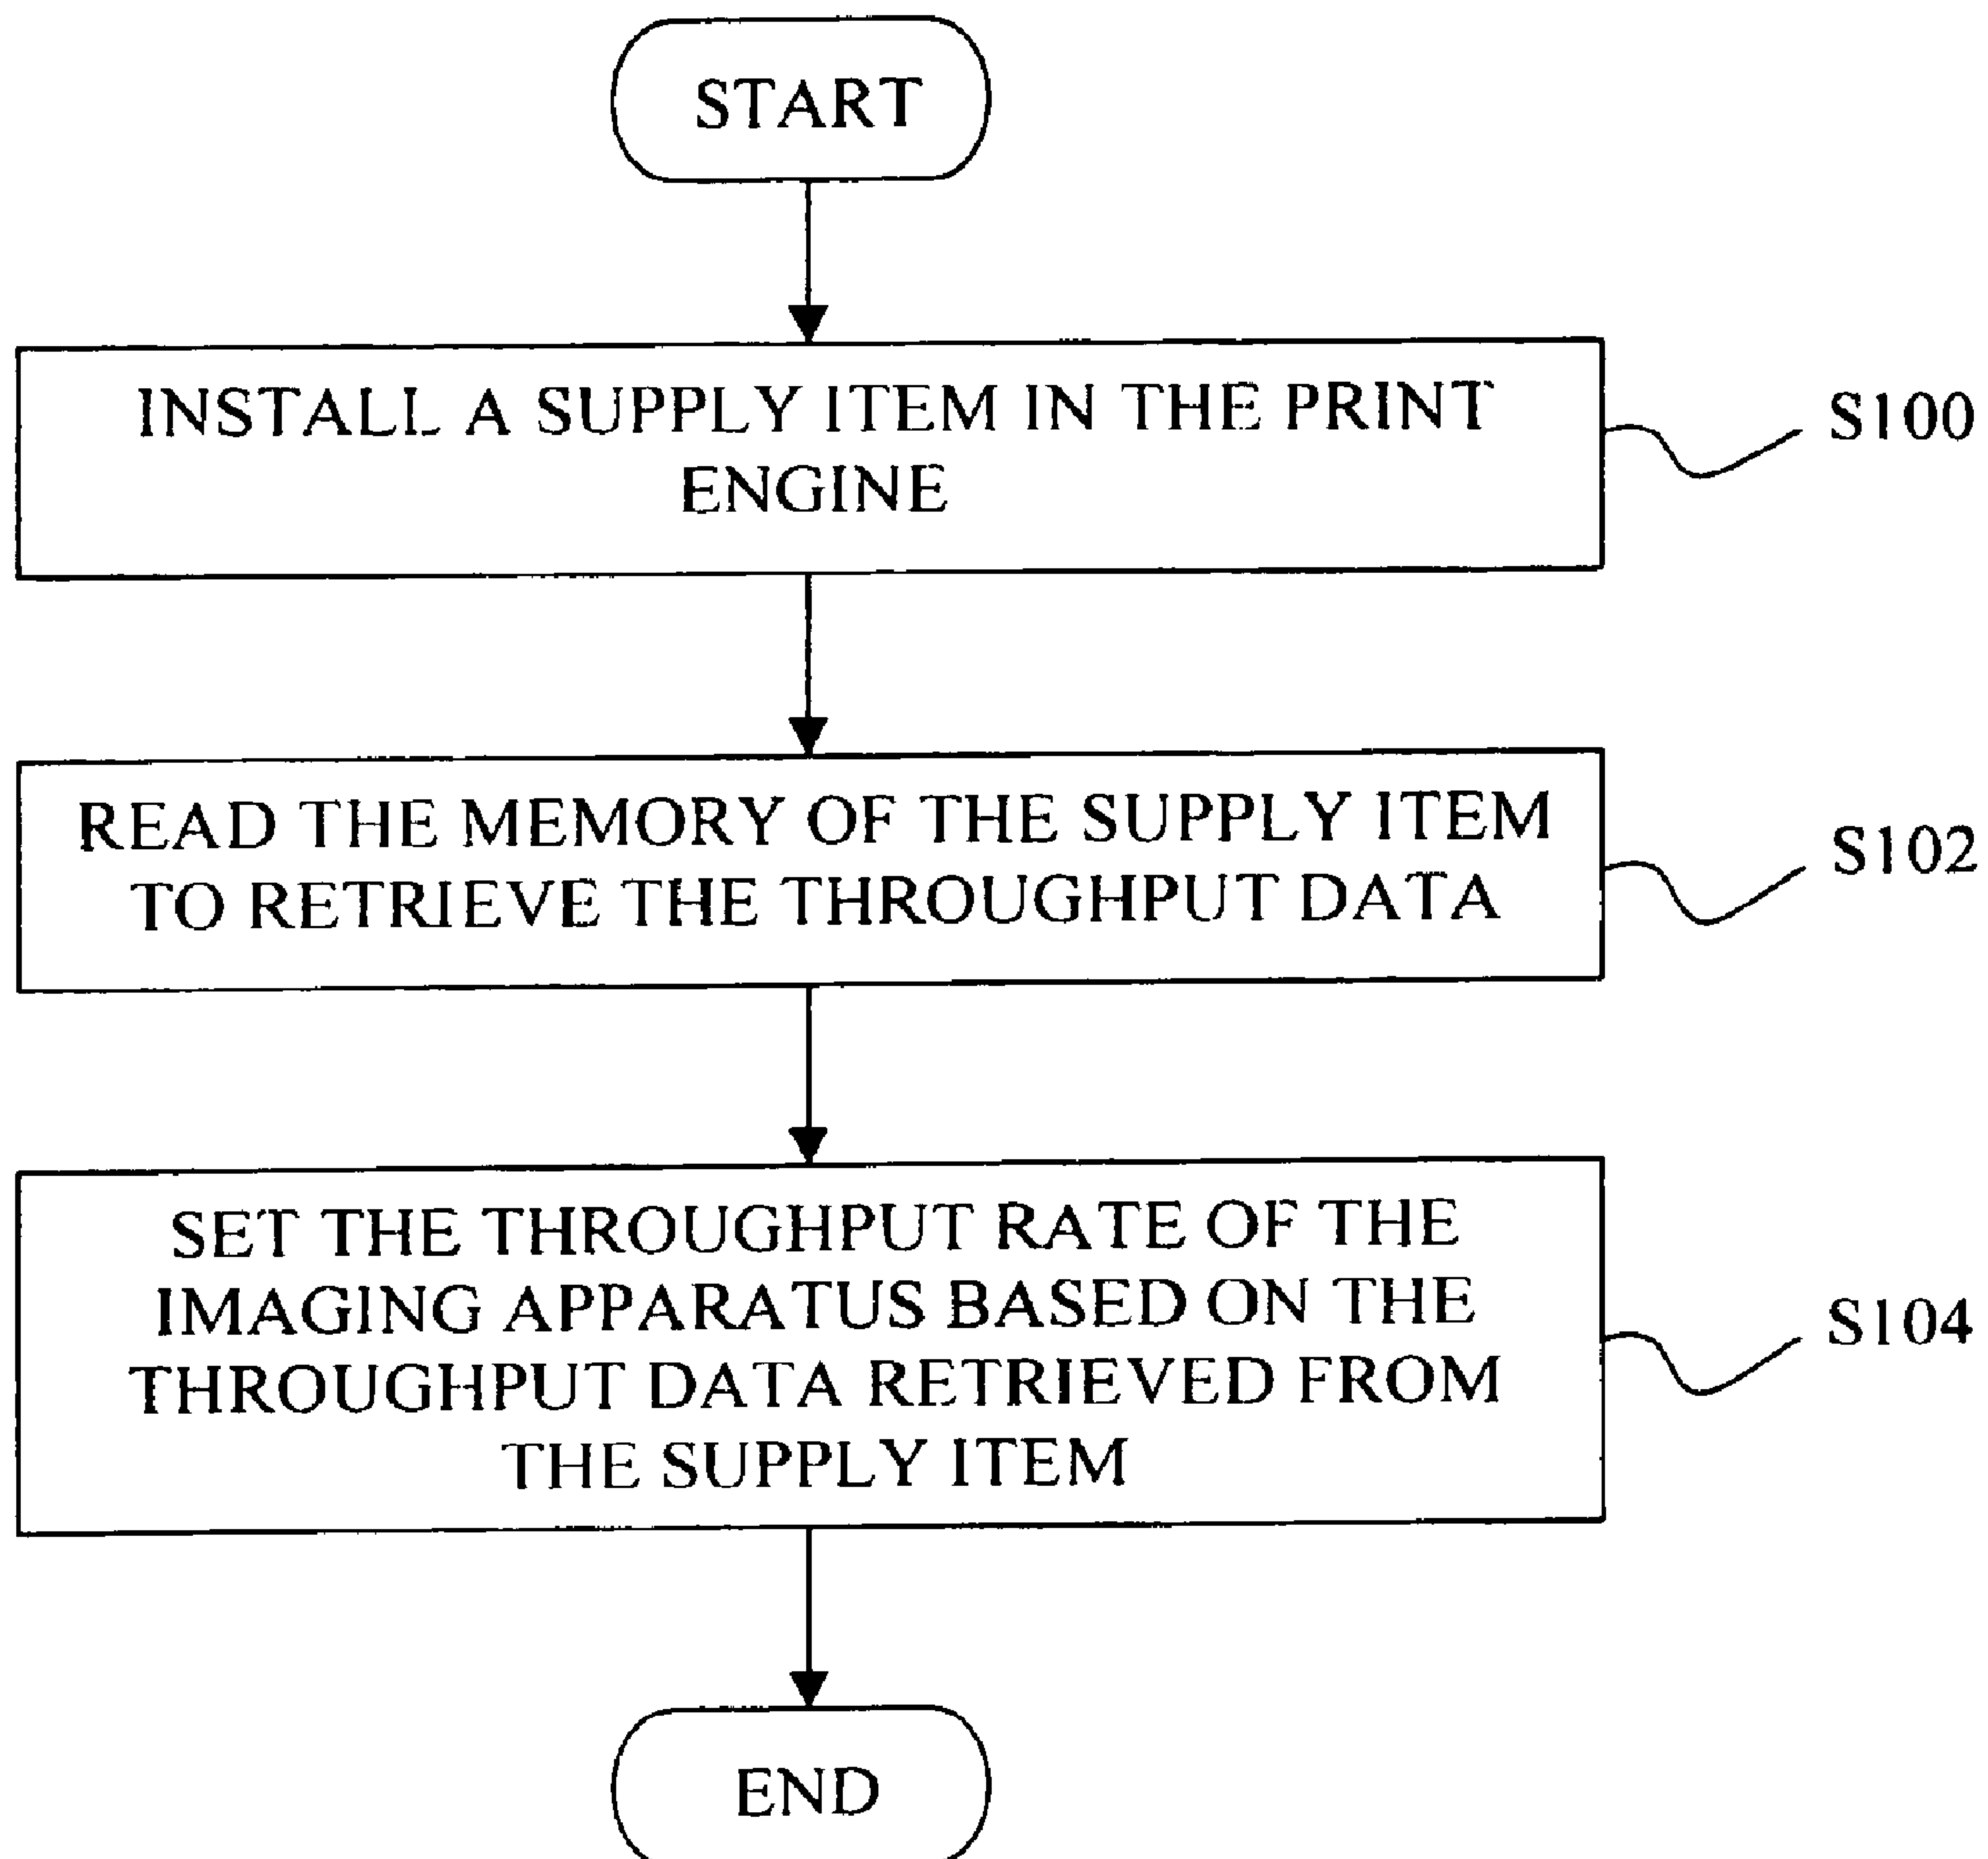 START
INSTALL A SUPPLY ITEM IN THE PRINT
ENGINE
S100
READ THE MEMORY OF THE SUPPLY ITEM
TO RETRIEVE THE THROUGHPUT DATA
S102
SET THE THROUGHPUT RATE OF THE
IMAGING APPARATUS BASED ON THE
THROUGHPUT DATA RETRIEVED FROM
THE SUPPLY ITEM
S104
END